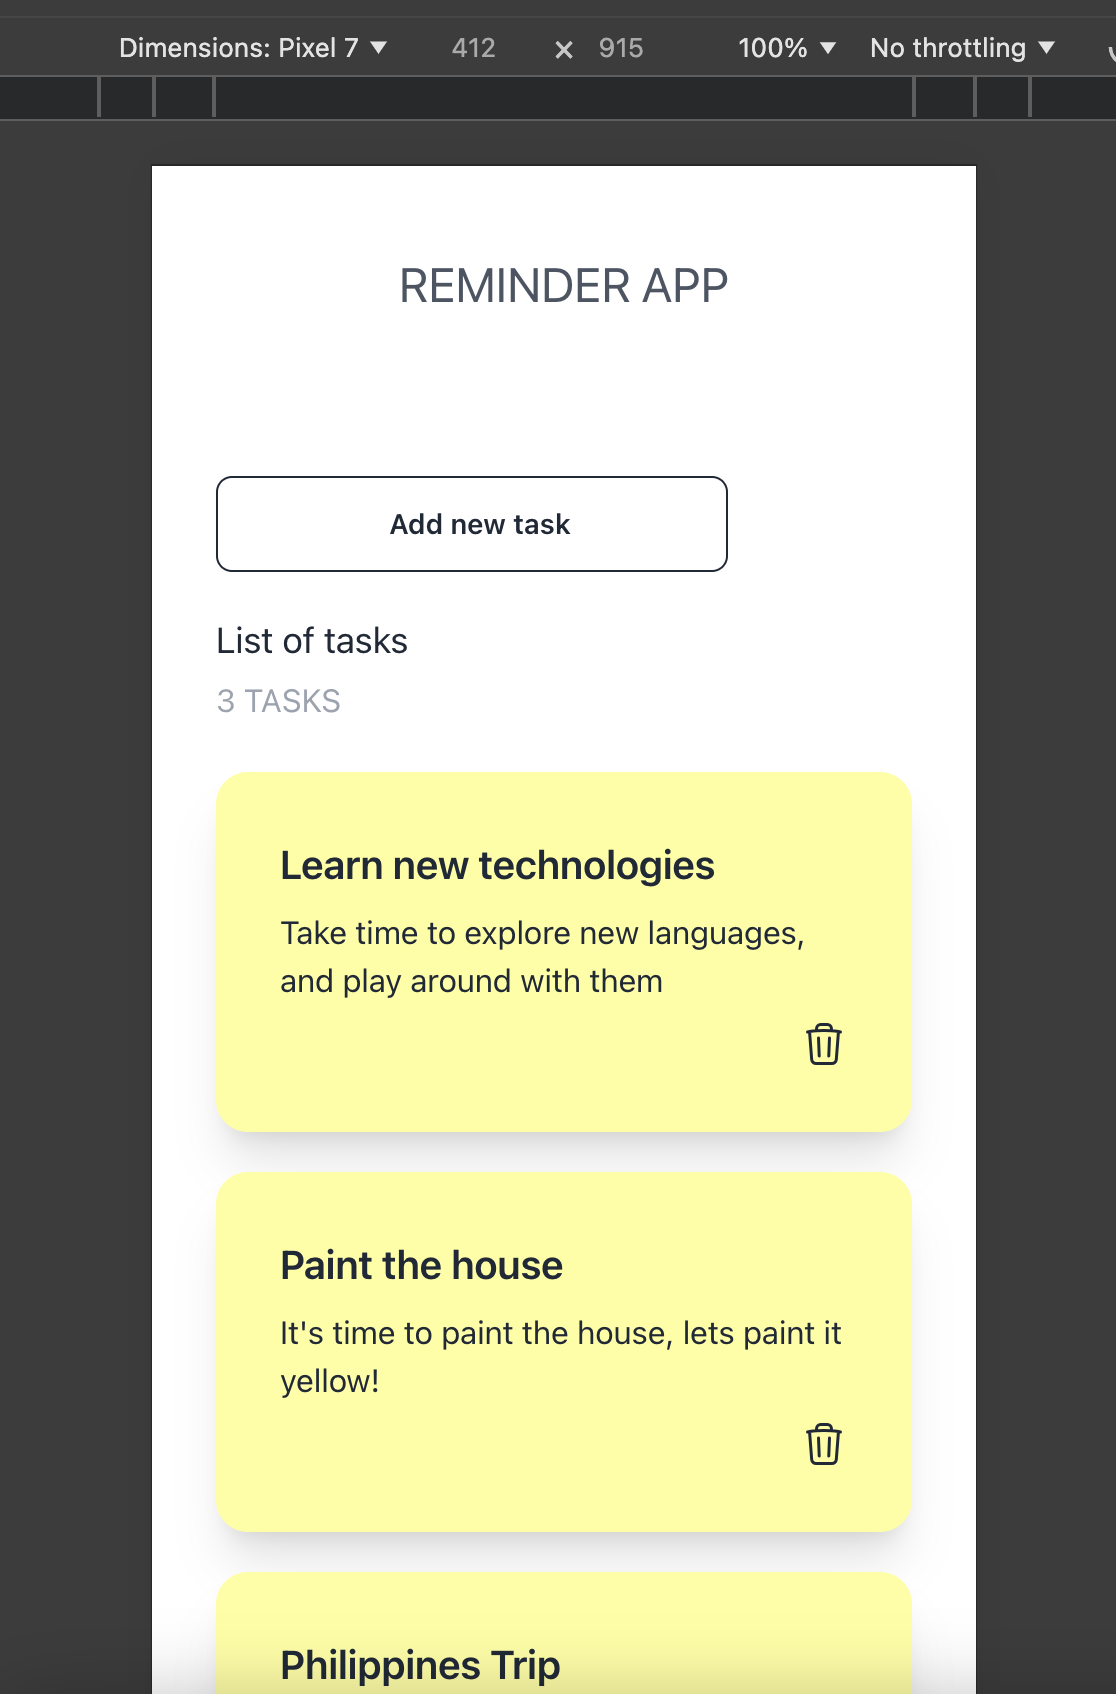 Dimensions: Pixel 7 ▼ 412 × 915 100% ▼ No throttling ▼
REMINDER APP
Add new task
List of tasks
3 TASKS
Learn new technologies
Take time to explore new languages,
and play around with them
Paint the house
It's time to paint the house, lets paint it
yellow!
Philippines Trip